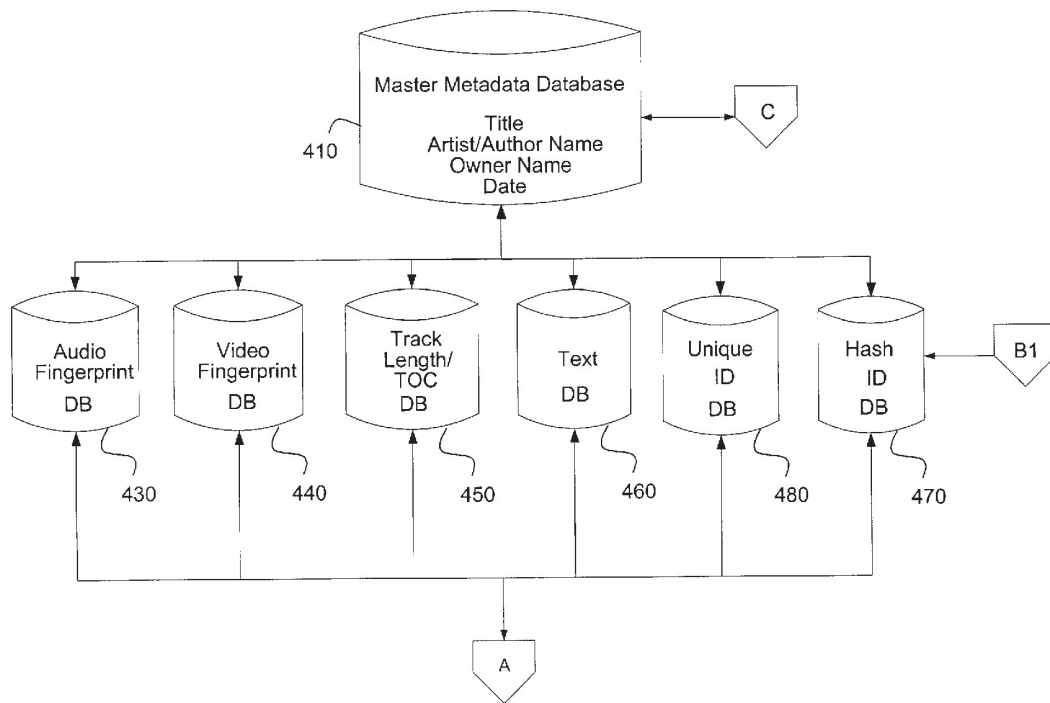 Master Metadata Database
Title
Artist/Author Name
Owner Name
Date
410
C
Audio
Fingerprint
DB
430
Video
Fingerprint
DB
440
Track
Length/
TOC
DB
450
Text
DB
460
Unique
ID
DB
480
Hash
ID
DB
470
B1
A